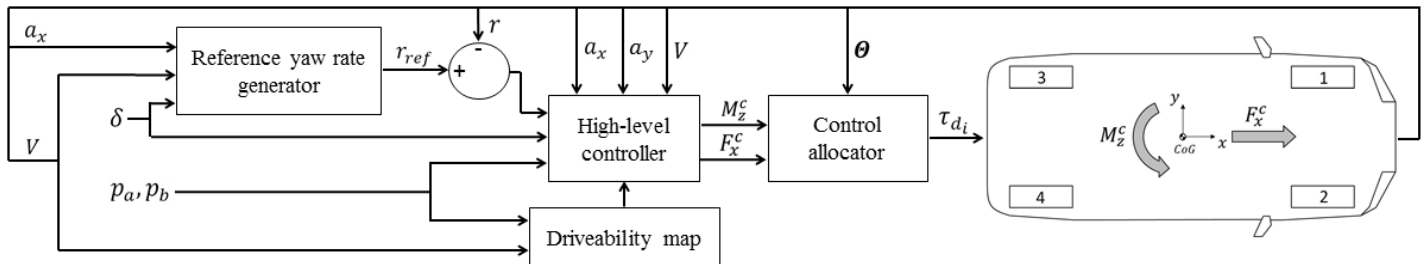 a_x
Reference yaw rate
generator
r_ref
r
-
+
δ
V
p_a, p_b
a_x
a_y
V
High-level
controller
M_z^c
F_x^c
Driveability map
Θ
Control
allocator
τ_{d_i}
3
1
4
2
M_z^c
y
x
CoG
F_x^c